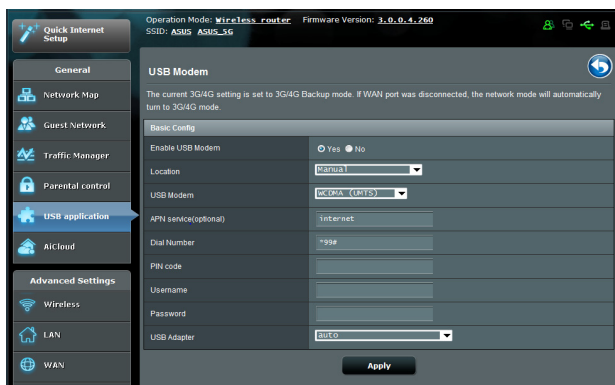 Quick Internet
Setup
Operation Mode: Wireless router Firmware Version: 3.0.0.4.260
SSID: ASUS ASUS_5G
General
Network Map
Guest Network
Traffic Manager
Parental control
USB application
AiCloud
Advanced Settings
Wireless
LAN
WAN
USB Modem
The current 3G/4G setting is set to 3G/4G Backup mode. If WAN port was disconnected, the network mode will automatically
turn to 3G/4G mode.
Basic Config
Enable USB Modem Yes No
Location Manual
USB Modem WCDMA (UMTS)
APN service(optional) internet
Dial Number *99#
PIN code
Username
Password
USB Adapter auto
Apply